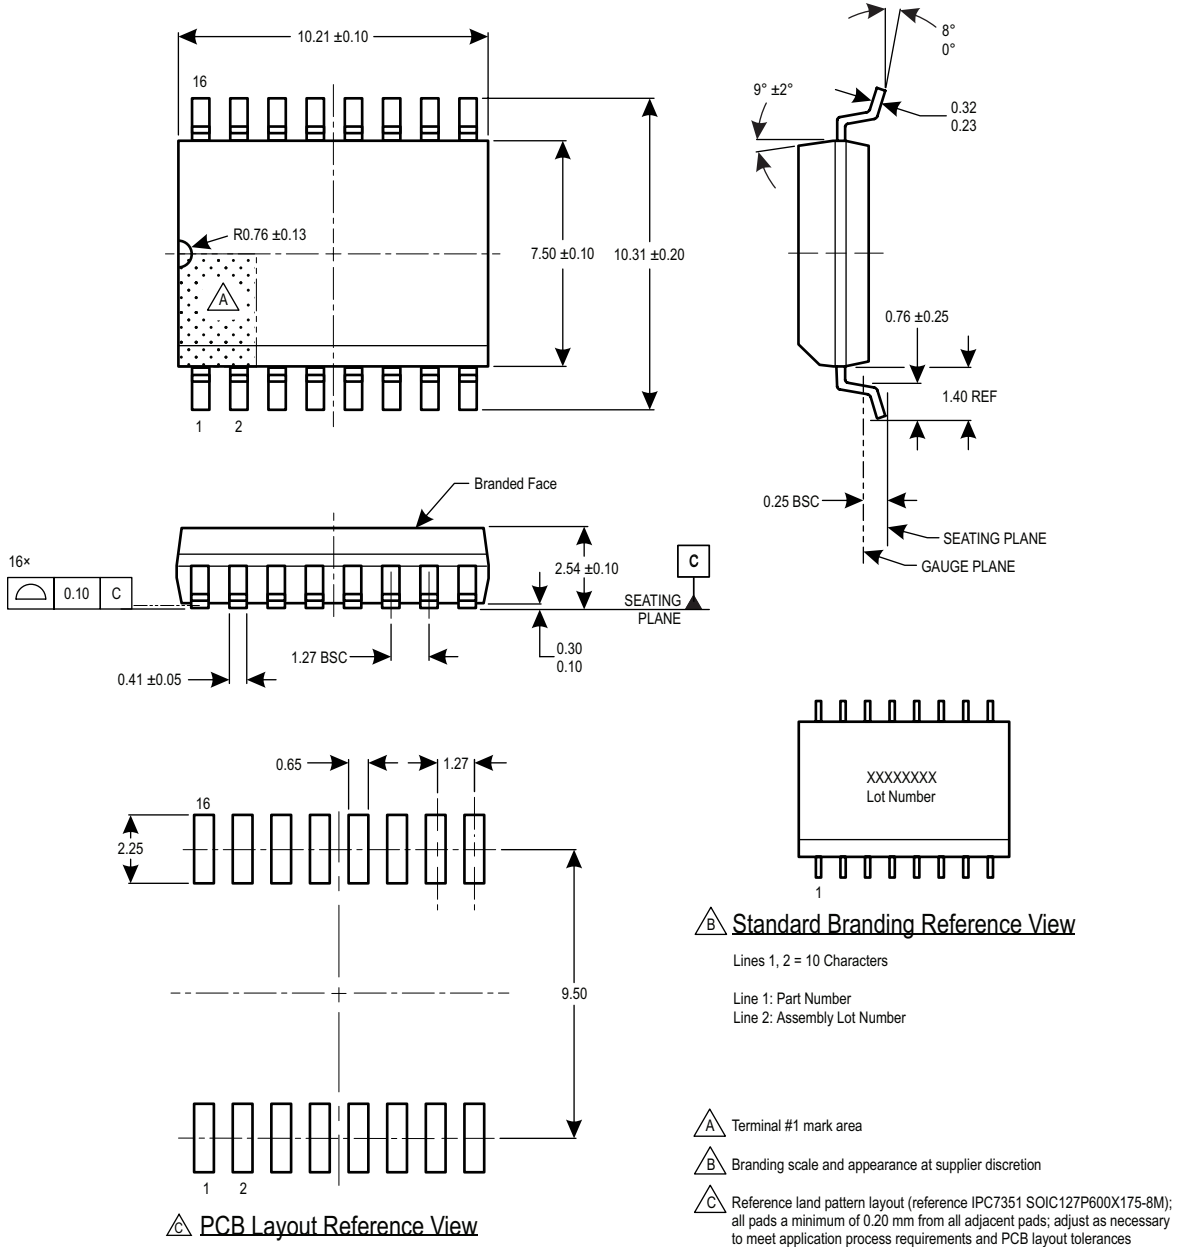 10.21 ±0.10
8°
0°
16
9° ±2°
0.32
0.23
R0.76 ±0.13
7.50 ±0.10
10.31 ±0.20
A
0.76 ±0.25
1.40 REF
1
2
Branded Face
0.25 BSC
SEATING PLANE
GAUGE PLANE
16×
0.10
C
2.54 ±0.10
C
SEATING
PLANE
1.27 BSC
0.30
0.10
0.41 ±0.05
0.65
1.27
16
2.25
9.50
1
2
C PCB Layout Reference View
XXXXXXXX
Lot Number
1
B Standard Branding Reference View
Lines 1, 2 = 10 Characters
Line 1: Part Number
Line 2: Assembly Lot Number
A Terminal #1 mark area
B Branding scale and appearance at supplier discretion
C Reference land pattern layout (reference IPC7351 SOIC127P600X175-8M);
all pads a minimum of 0.20 mm from all adjacent pads; adjust as necessary
to meet application process requirements and PCB layout tolerances